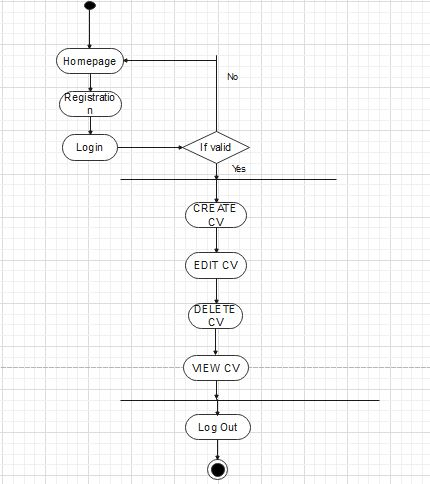 Homepage
No
Registratio
n
Login
If valid
Yes
CREATE
CV
EDIT CV
DELETE
CV
VIEW CV
Log Out